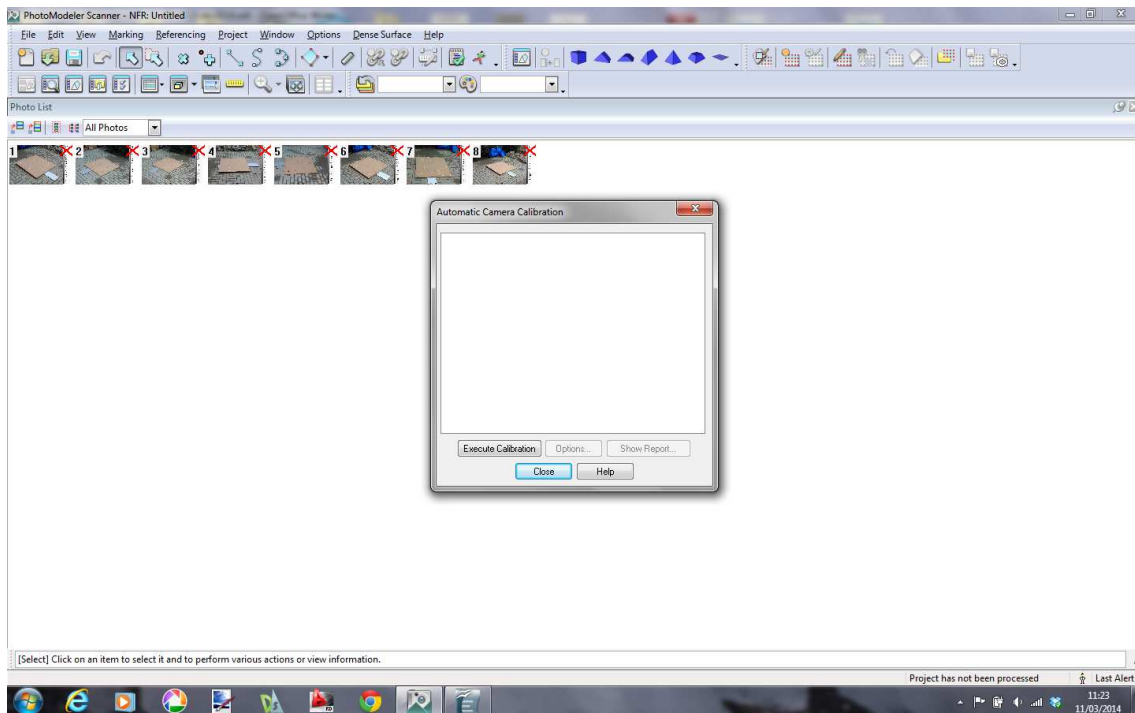 PhotoModeler Scanner - NFR: Untitled
File Edit View Marking Referencing Project Window Options Dense Surface Help
Photo List
All Photos
1 2 3 4 5 6 7 8
Automatic Camera Calibration
Execute Calibration Options... Show Report...
Close Help
[Select] Click on an item to select it and to perform various actions or view information.
Project has not been processed Last Alert
11:23
11/03/2014